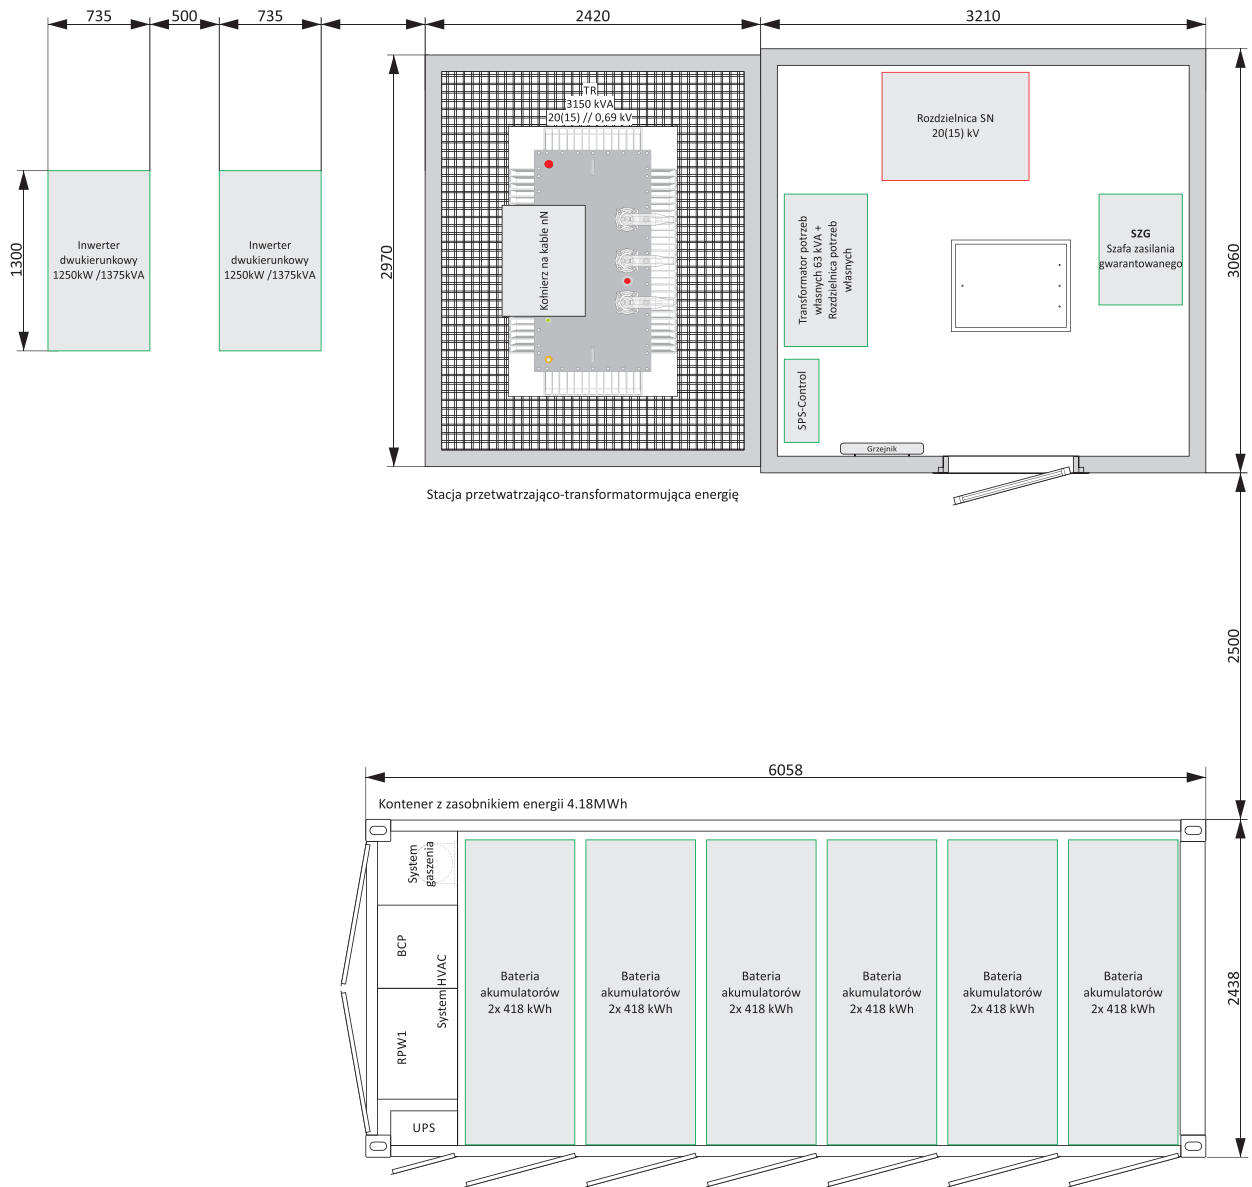 735
500
735
2420
3210
1300
2970
3060
2500
Inwerter
dwukierunkowy
1250kW /1375kVA
Inwerter
dwukierunkowy
1250kW /1375kVA
TR
3150 kVA
20(15) // 0,69 kV
Kołnierz na kable nN
Rozdzielnica SN
20(15) kV
Transformator potrzeb
własnych 63 kVA +
Rozdzielnica potrzeb
własnych
SZG
Szafa zasilania
gwarantowanego
SPS-Control
Grzejnik
Stacja przetwatrzająco-transformatormująca energię
6058
Kontener z zasobnikiem energii 4.18MWh
System
gaszenia
BCP
System HVAC
RPW1
UPS
Bateria
akumulatorów
2x 418 kWh
Bateria
akumulatorów
2x 418 kWh
Bateria
akumulatorów
2x 418 kWh
Bateria
akumulatorów
2x 418 kWh
Bateria
akumulatorów
2x 418 kWh
Bateria
akumulatorów
2x 418 kWh
2438